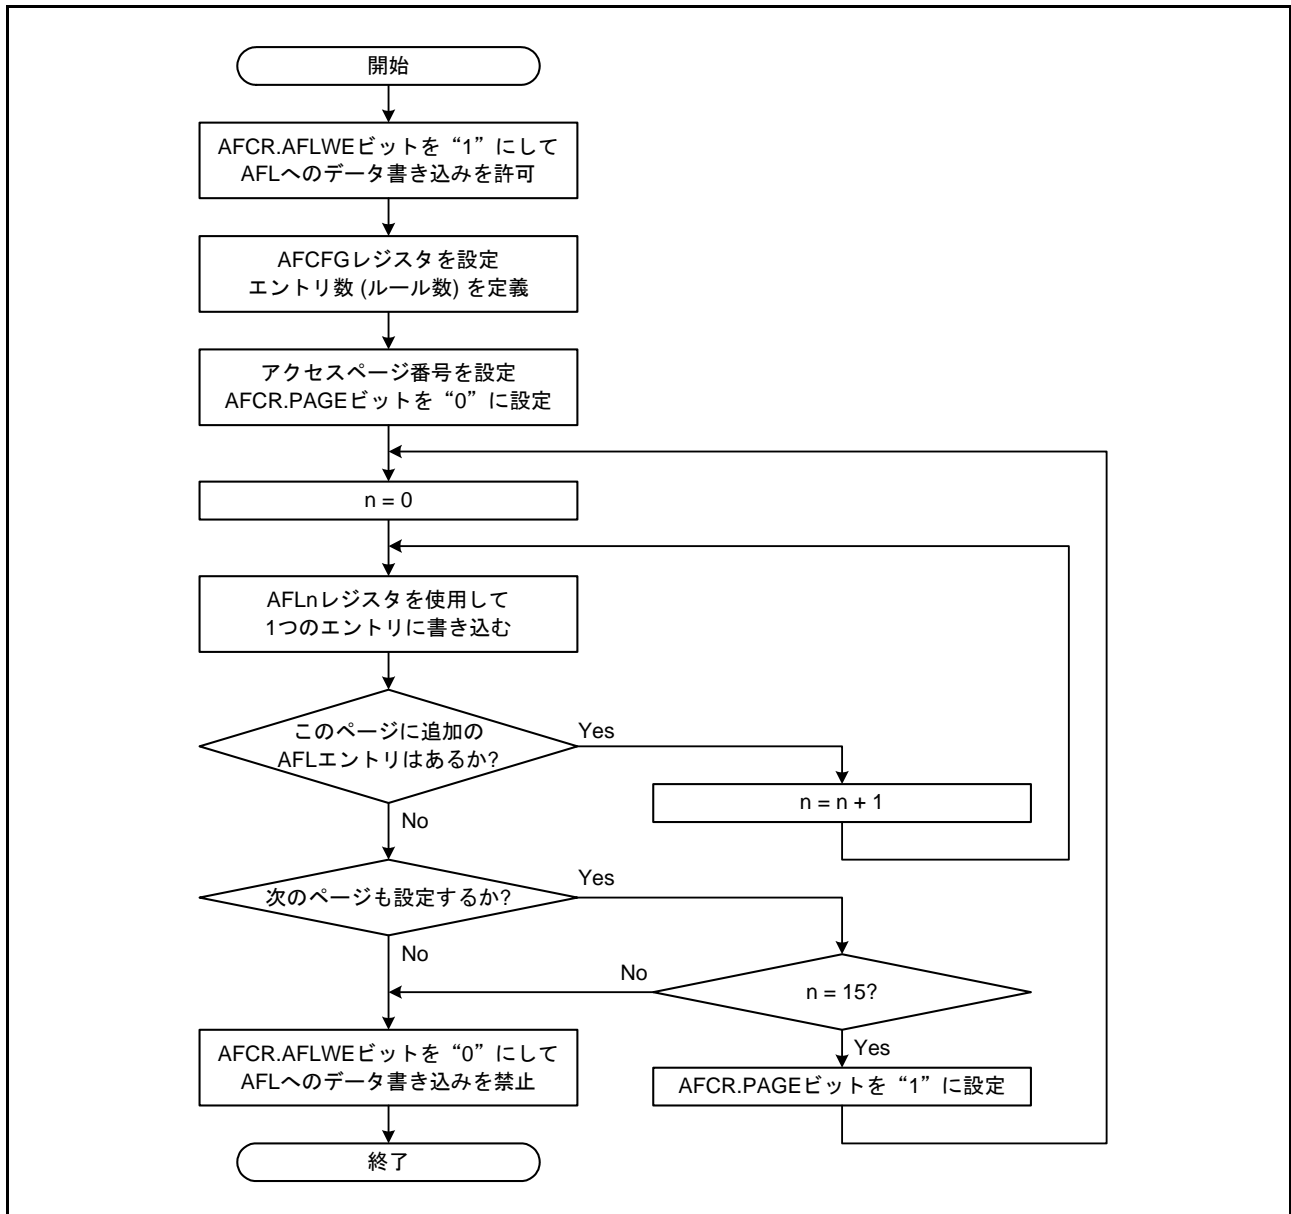 開始
AFCR.AFLWEビットを“1”にして
AFLへのデータ書き込みを許可
AFCFGレジスタを設定
エントリ数 (ルール数) を定義
アクセスページ番号を設定
AFCR.PAGEビットを“0”に設定
n = 0
AFLnレジスタを使用して
1つのエントリに書き込む
このページに追加の
AFLエントリはあるか?
Yes
n = n + 1
No
次のページも設定するか?
Yes
No
n = 15?
No
Yes
AFCR.PAGEビットを“1”に設定
AFCR.AFLWEビットを“0”にして
AFLへのデータ書き込みを禁止
終了